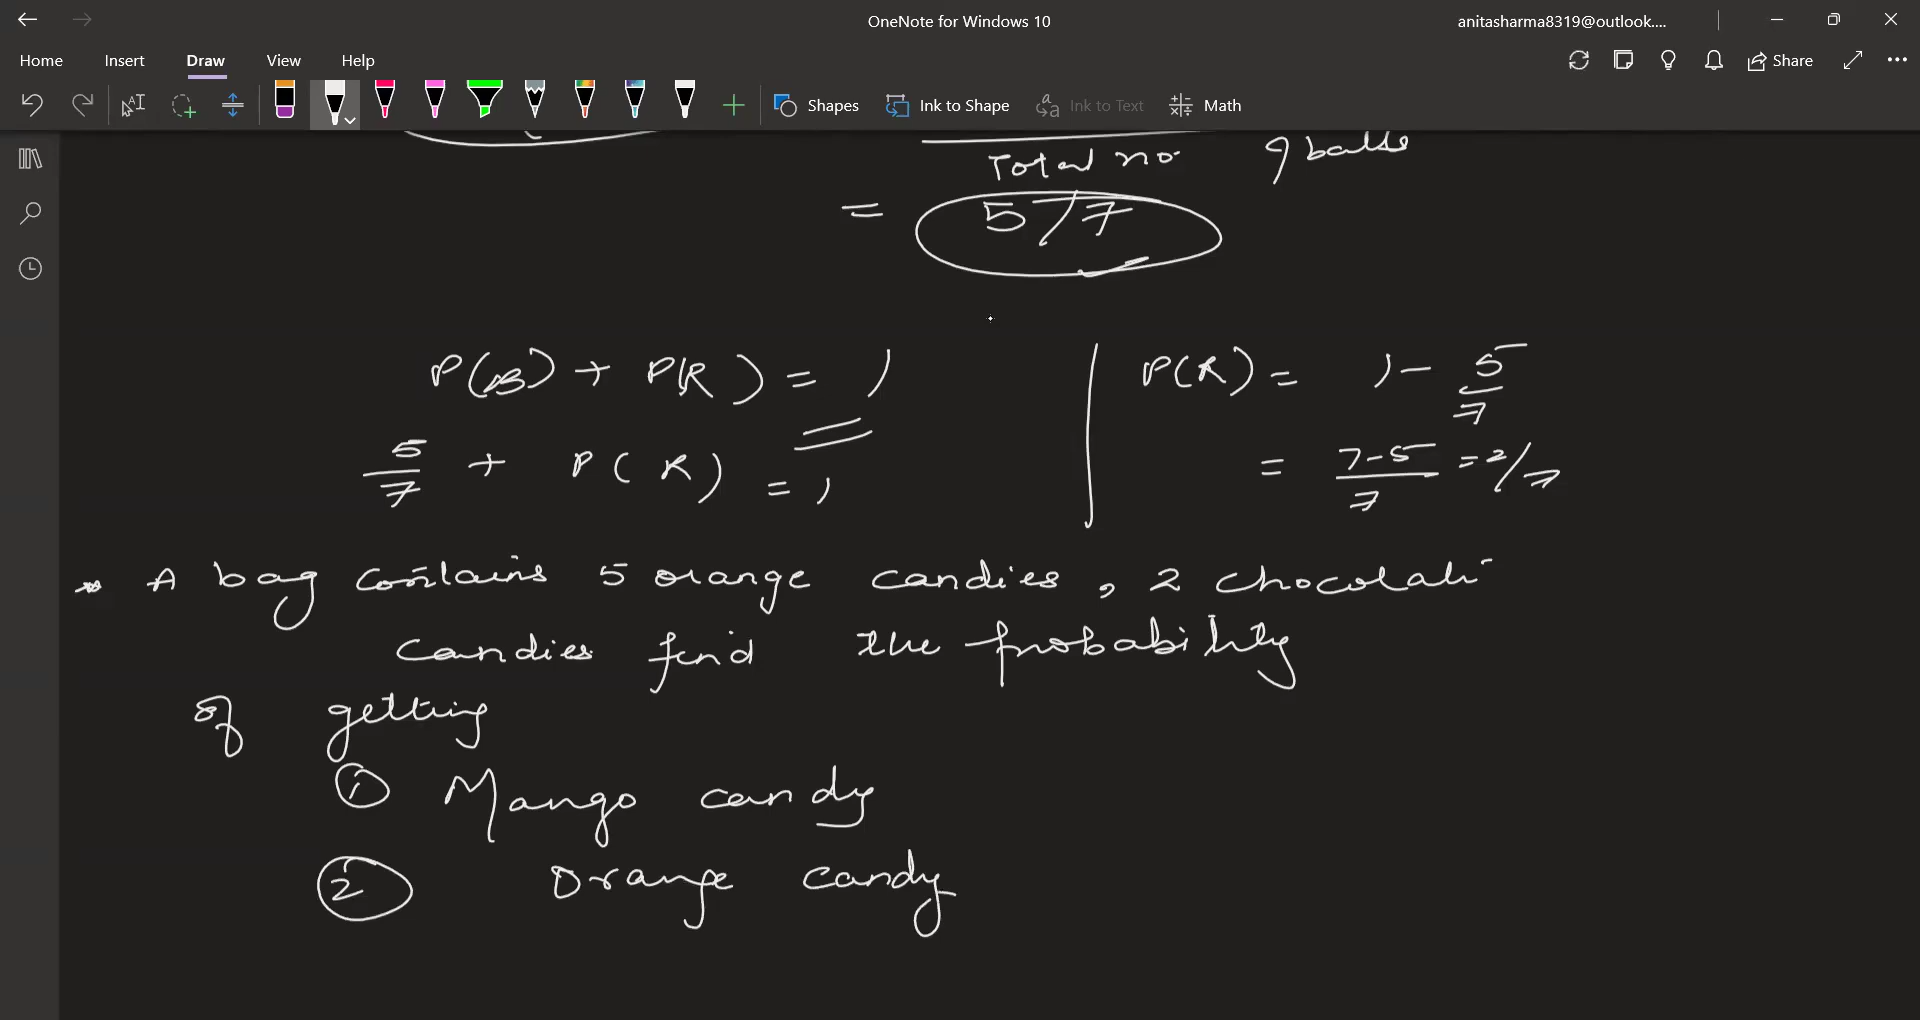 OneNote for Windows 10
anitasharma8319@outlook....
Home Insert Draw View Help
Share
Shapes Ink to Shape Ink to Text Math
Total no of balls
= 5/7
P(B) + P(R) = 1
5/7 + P(R) = 1
P(R) = 1 - 5/7
= 7-5/7 = 2/7
* A bag contains 5 orange candies, 2 chocolate
candies find the probability
of getting
① Mango candy
② Orange candy